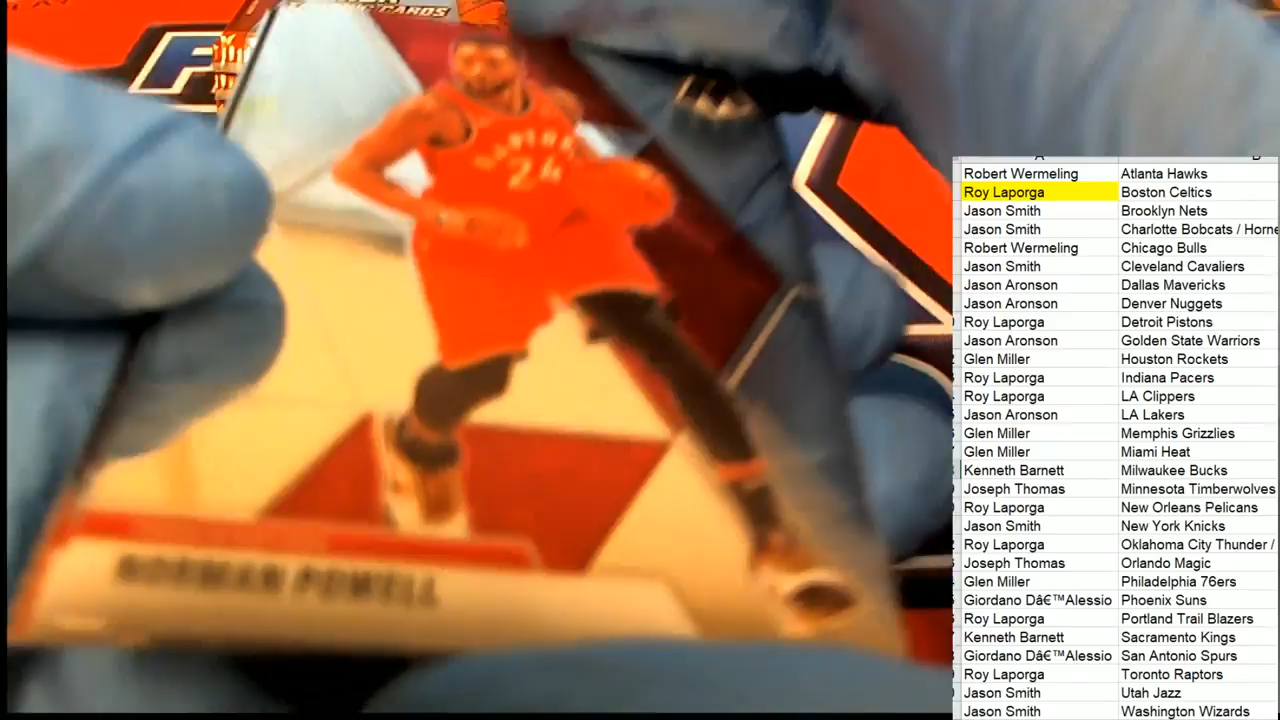 CARDS
RAPTORS
24
NORMAN POWELL
A
B
Robert Wermeling Atlanta Hawks
Roy Laporga Boston Celtics
Jason Smith Brooklyn Nets
Jason Smith Charlotte Bobcats / Horne
Robert Wermeling Chicago Bulls
Jason Smith Cleveland Cavaliers
Jason Aronson Dallas Mavericks
Jason Aronson Denver Nuggets
Roy Laporga Detroit Pistons
Jason Aronson Golden State Warriors
Glen Miller Houston Rockets
Roy Laporga Indiana Pacers
Roy Laporga LA Clippers
Jason Aronson LA Lakers
Glen Miller Memphis Grizzlies
Glen Miller Miami Heat
Kenneth Barnett Milwaukee Bucks
Joseph Thomas Minnesota Timberwolves
Roy Laporga New Orleans Pelicans
Jason Smith New York Knicks
Roy Laporga Oklahoma City Thunder /
Joseph Thomas Orlando Magic
Glen Miller Philadelphia 76ers
Giordano Dâ€™Alessio Phoenix Suns
Roy Laporga Portland Trail Blazers
Kenneth Barnett Sacramento Kings
Giordano Dâ€™Alessio San Antonio Spurs
Roy Laporga Toronto Raptors
Jason Smith Utah Jazz
Jason Smith Washington Wizards